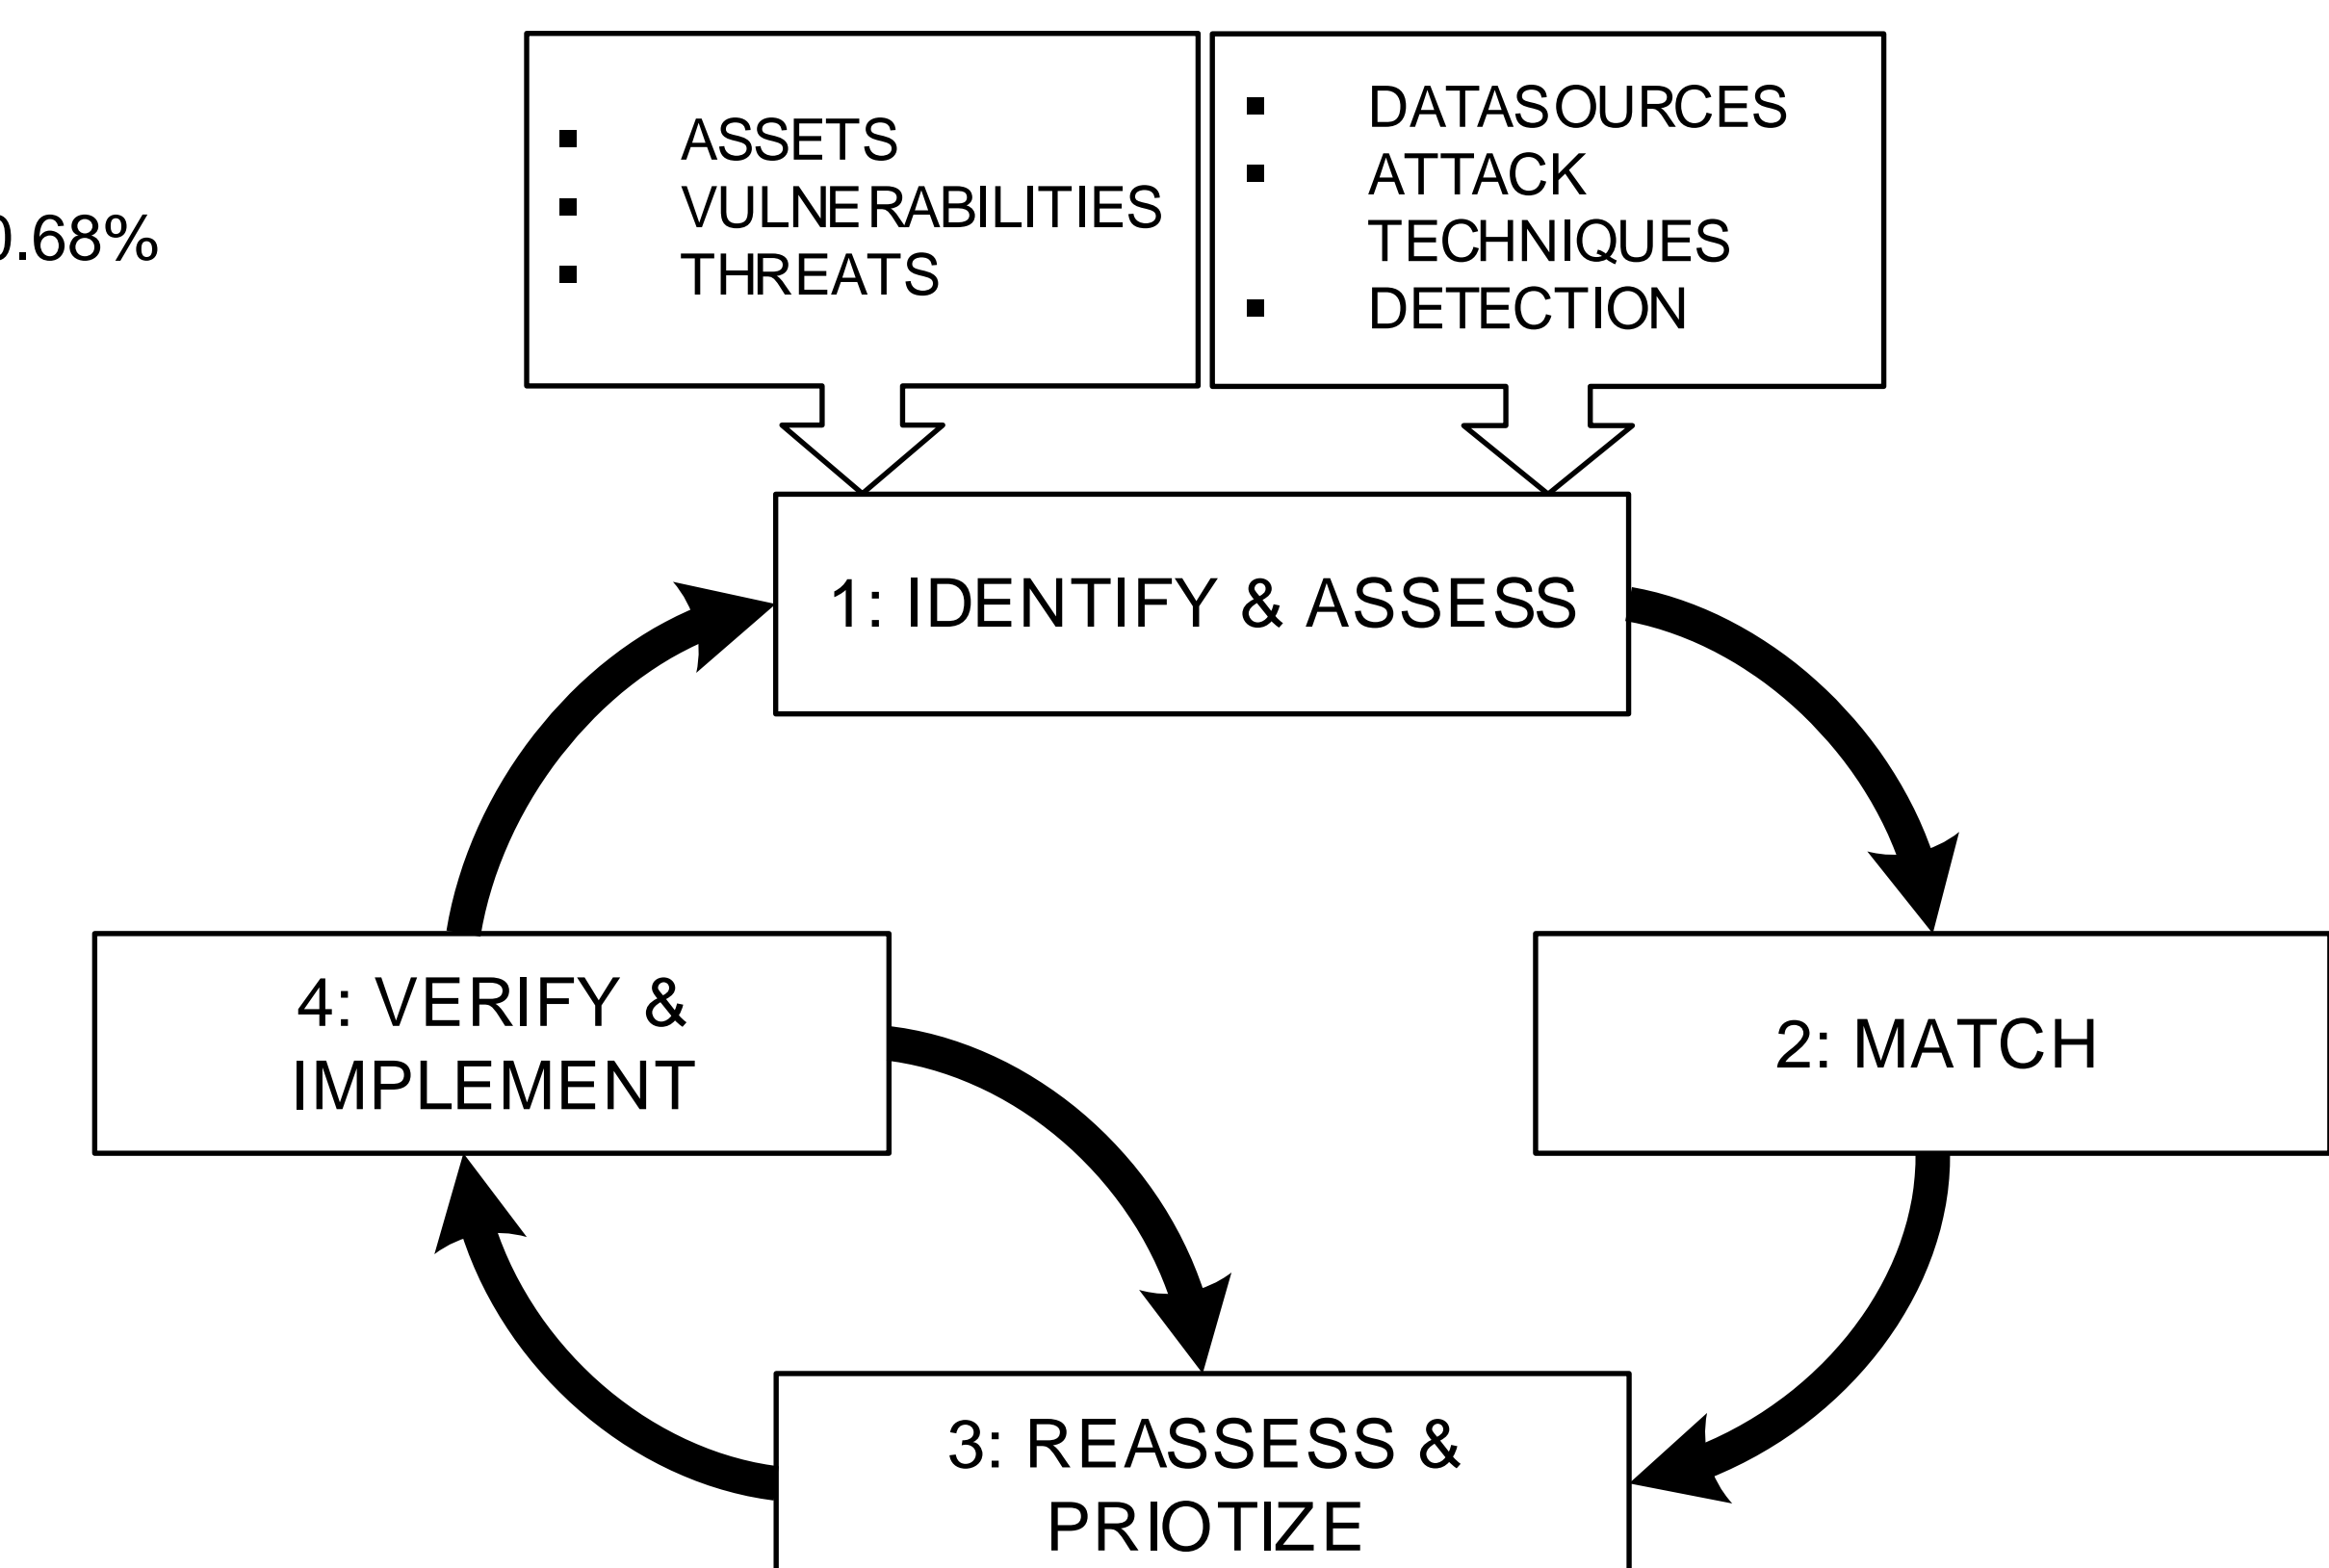 ▪ ASSETS
▪ VULNERABILITIES
▪ THREATS
▪ DATASOURCES
▪ ATTACK
TECHNIQUES
▪ DETECTION
.68%
1: IDENTIFY & ASSESS
4: VERIFY &
IMPLEMENT
2: MATCH
3: REASSESS &
PRIOTIZE